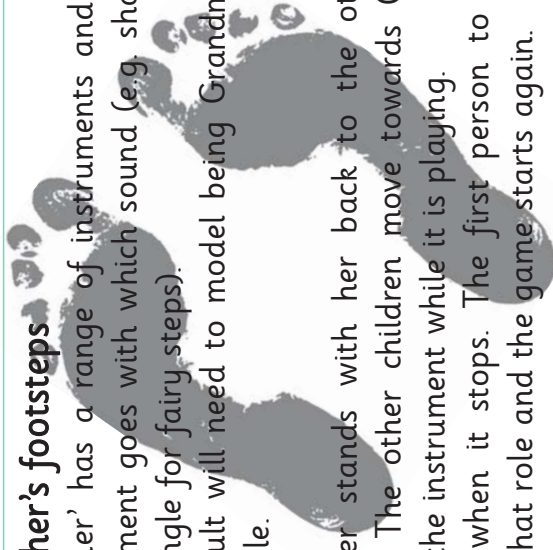 her's footsteps
er' has a range of instruments and
ment goes with which sound (e.g. sho
ngle for fairy steps).
ult will need to model being Grandm
le.
er stands with her back to the ot
The other children move towards
he instrument while it is playing.
when it stops. The first person to
hat role and the game starts again.